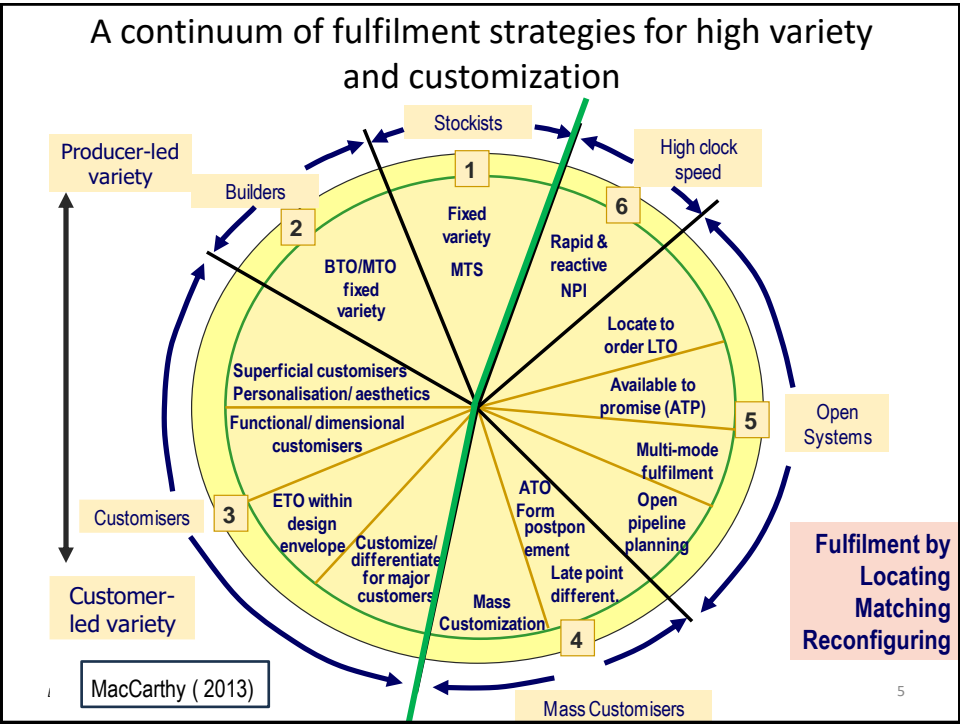 A continuum of fulfilment strategies for high variety
and customization
Stockists
Producer-led
variety
High clock
speed
1
Builders
6
2
Fixed
variety
MTS
Rapid &
reactive
NPI
BTO/MTO
fixed
variety
Locate to
order LTO
Superficial customisers
Personalisation/ aesthetics
Available to
promise (ATP)
5
Open
Systems
Functional/ dimensional
customisers
Multi-mode
fulfilment
Customisers
3
ETO within
design
envelope
ATO
Form
postpon
ement
Open
pipeline
planning
Customize/
differentiate
for major
customers
Late point
different.
Fulfilment by
Locating
Matching
Reconfiguring
Customer-
led variety
Mass
Customization
4
MacCarthy ( 2013)
5
Mass Customisers